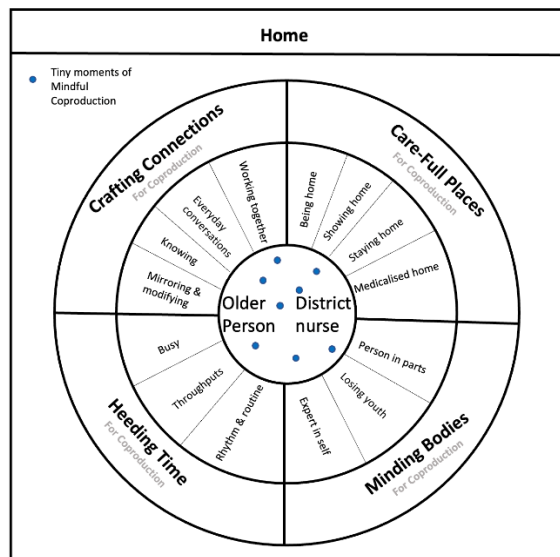 Home
Tiny moments of
Mindful
Coproduction
Crafting Connections
For Coproduction
Care-Full Places
For Coproduction
Working together
Everyday
conversations
Knowing
Mirroring &
modifying
Being home
Showing home
Staying home
Medicalised home
Older
Person
District
nurse
Busy
Throughputs
Rhythm & routine
Person in parts
Losing youth
Expert in self
Heeding Time
For Coproduction
Minding Bodies
For Coproduction